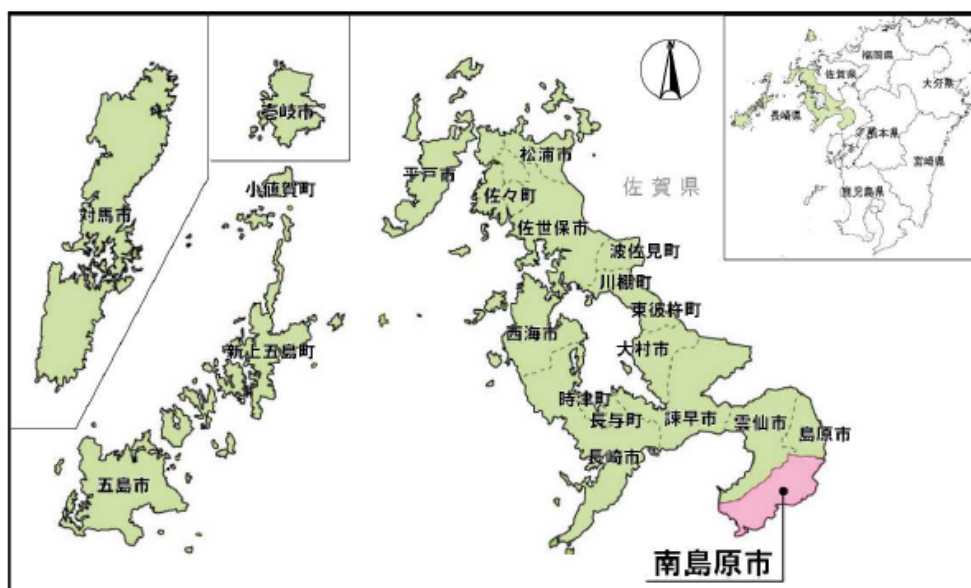 N
福岡県
佐賀県
大分県
長崎県
熊本県
宮崎県
鹿児島県
壱岐市
松浦市
平戸市
小値賀町
佐々町
佐賀県
対馬市
佐世保市
波佐見町
川棚町
東彼杵町
西海市
新上五島町
大村市
時津町
長与町
諫早市
雲仙市
島原市
長崎市
五島市
南島原市